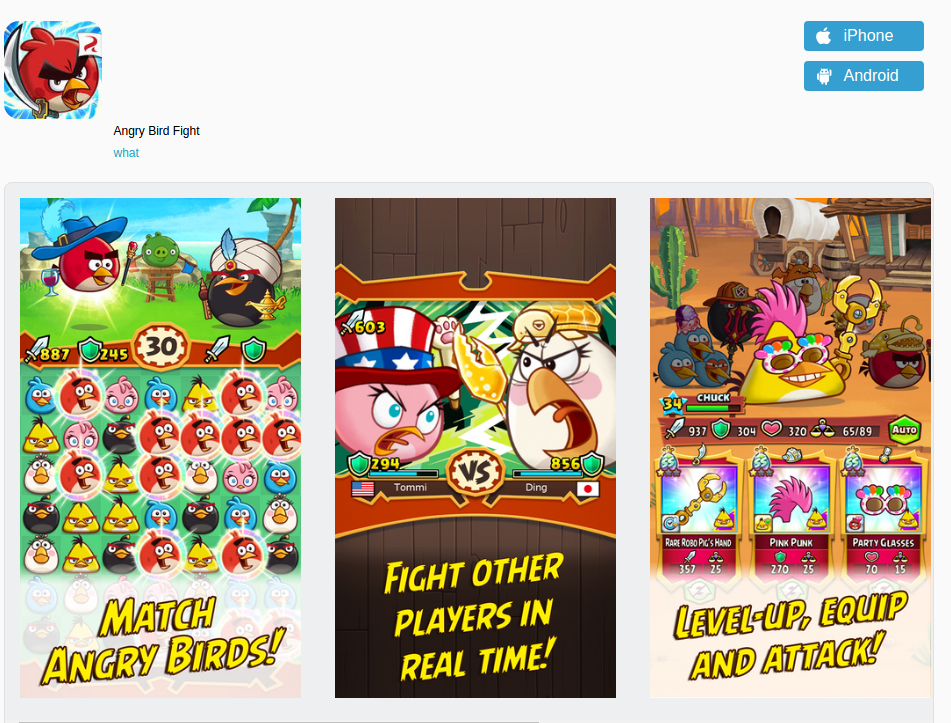 iPhone
Android
Angry Bird Fight
what
887
245
30
Match
Angry Birds!
603
294
856
VS
Tommi
Ding
Fight other
players in
real time!
34
CHUCK
937
304
320
65/89
AUTO
Rare Robo Pig's Hand
Pink Punk
Party Glasses
357
25
270
25
70
15
Level-up, equip
and attack!